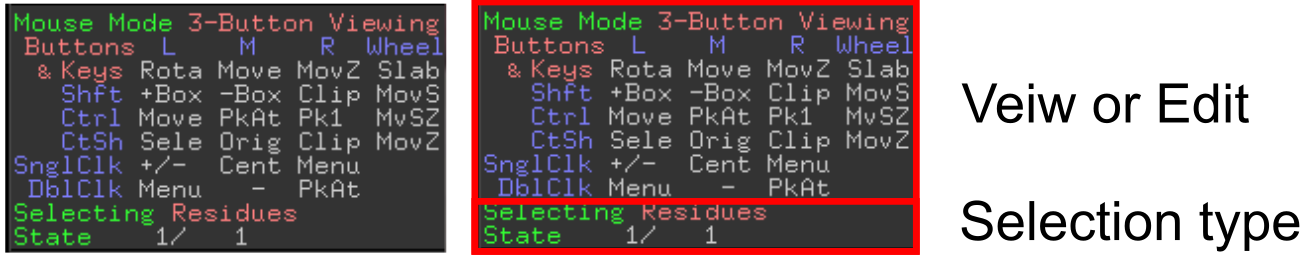 Mouse Mode 3-Button Viewing
Buttons L M R Wheel
& Keys Rota Move MovZ Slab
Shft +Box -Box Clip MovS
Ctrl Move PkAt Pk1 MvSZ
CtSh Sele Orig Clip MovZ
SnglClk +/- Cent Menu
DblClk Menu - PkAt
Selecting Residues
State 1/ 1
Mouse Mode 3-Button Viewing
Buttons L M R Wheel
& Keys Rota Move MovZ Slab
Shft +Box -Box Clip MovS
Ctrl Move PkAt Pk1 MvSZ
CtSh Sele Orig Clip MovZ
SnglClk +/- Cent Menu
DblClk Menu - PkAt
Selecting Residues
State 1/ 1
Veiw or Edit
Selection type